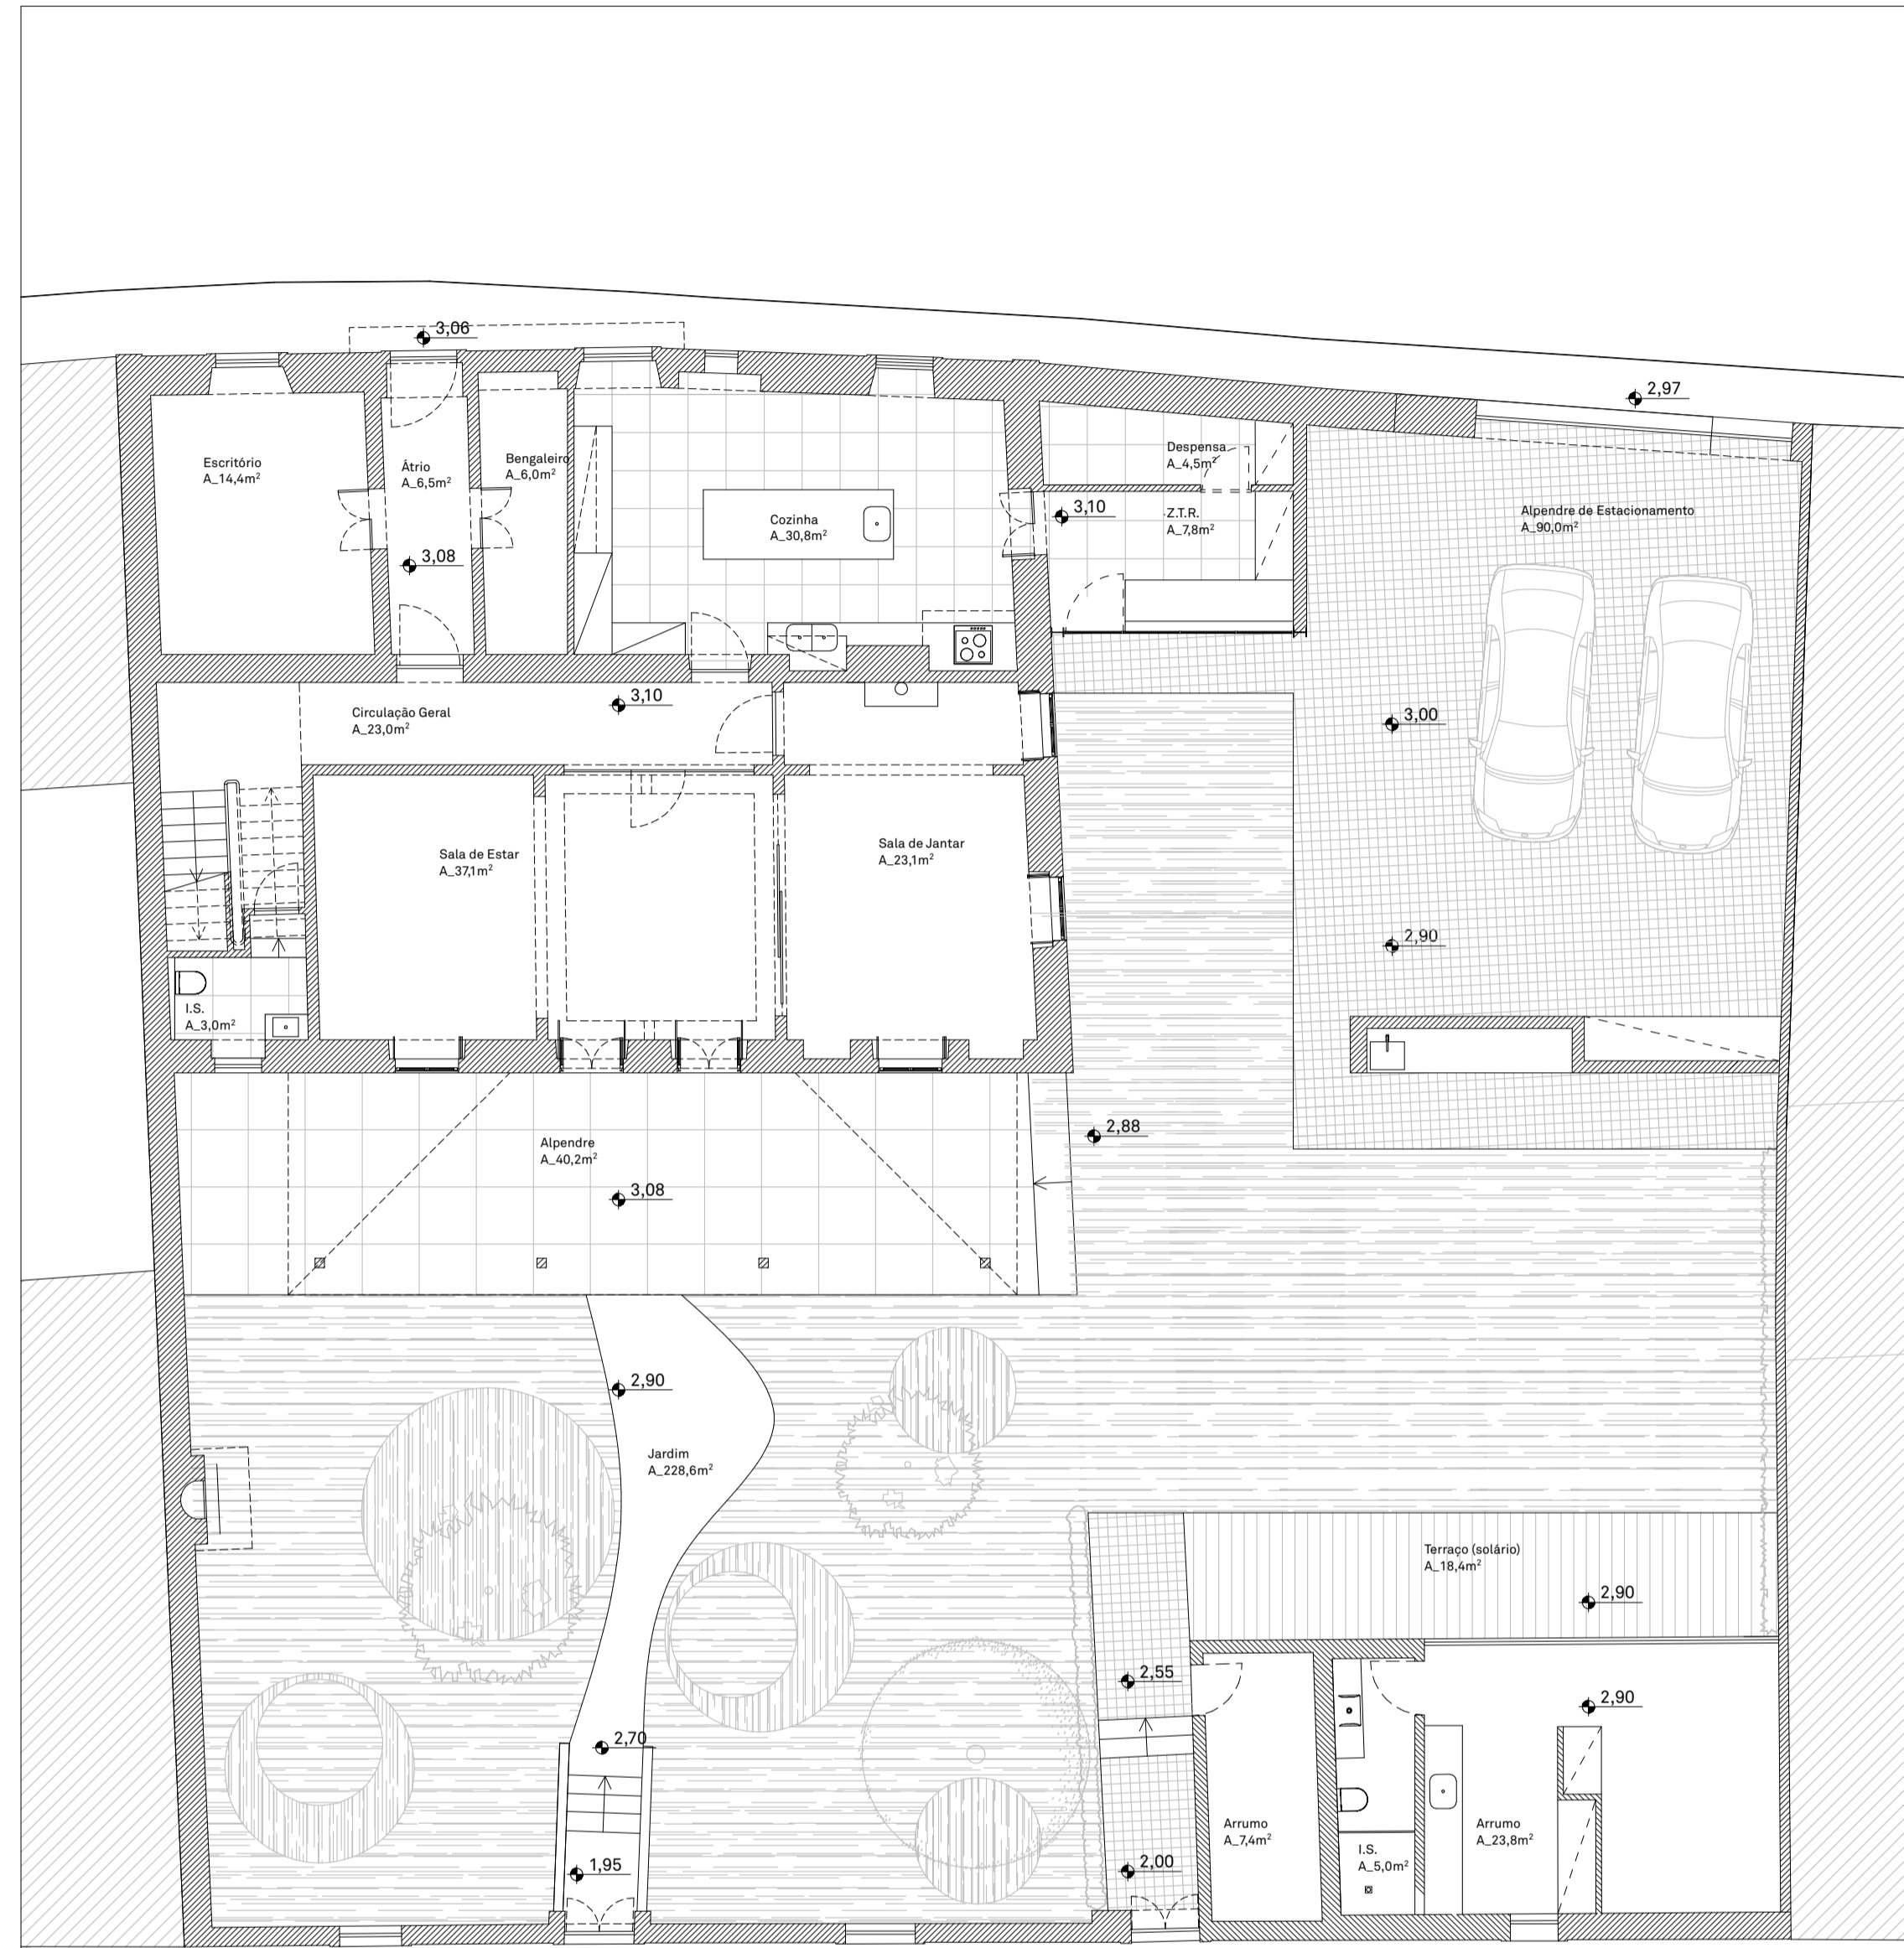 3,06
2,97
Escritório
A_14,4m²
Átrio
A_6,5m²
Bengaleiro
A_6,0m²
Despensa
A_4,5m²
Cozinha
A_30,8m²
3,10
Z.T.R.
A_7,8m²
Alpendre de Estacionamento
A_90,0m²
3,08
Circulação Geral
A_23,0m²
3,10
3,00
Sala de Estar
A_37,1m²
Sala de Jantar
A_23,1m²
2,90
I.S.
A_3,0m²
Alpendre
A_40,2m²
2,88
3,08
2,90
Jardim
A_228,6m²
Terraço (solário)
A_18,4m²
2,90
2,55
2,90
2,70
Arrumo
A_7,4m²
Arrumo
A_23,8m²
I.S.
A_5,0m²
1,95
2,00